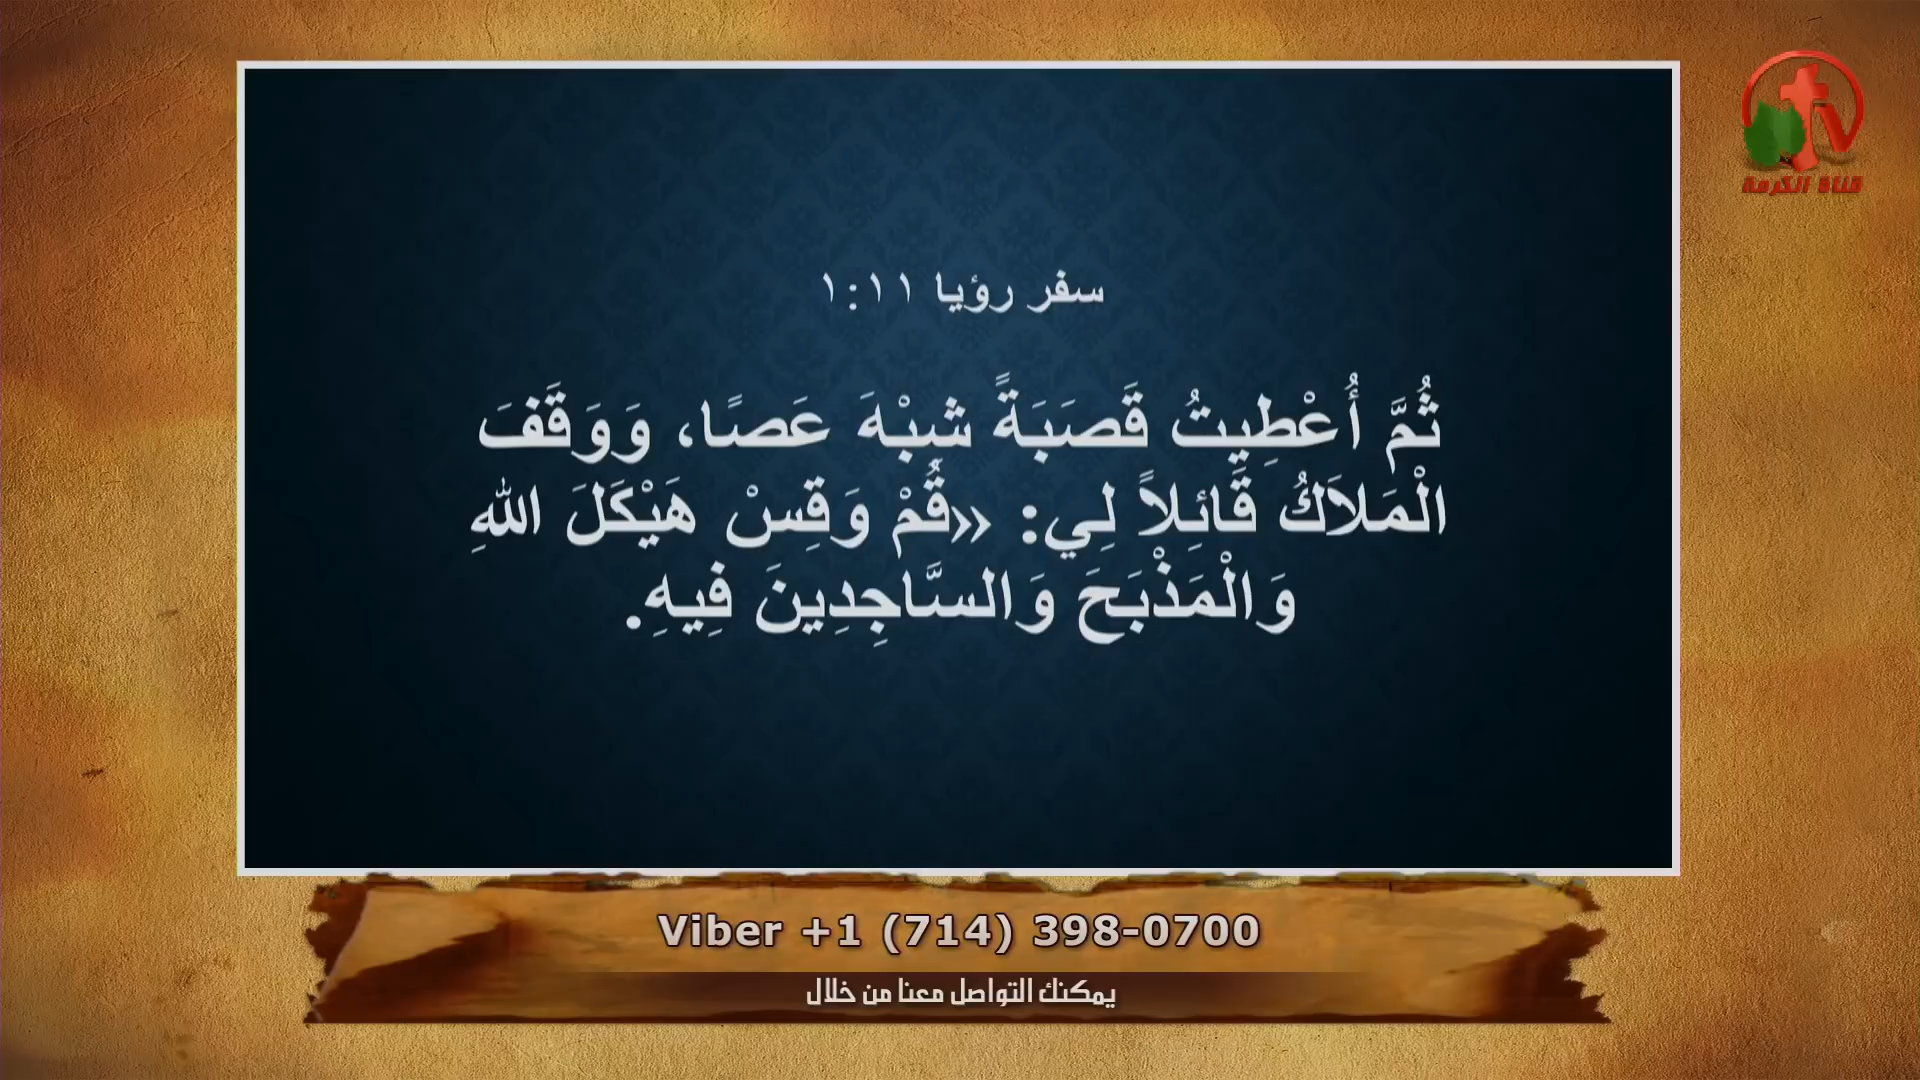 قناة الكرمة
سفر رؤيا ١:١١
ثُمَّ أُعْطِيتُ قَصَبَةً شِبْهَ عَصًا، وَوَقَفَ
الْمَلاَكُ قَائِلاً لِي: «قُمْ وَقِسْ هَيْكَلَ اللهِ
وَالْمَذْبَحَ وَالسَّاجِدِينَ فِيهِ.
Viber +1 (714) 398-0700
يمكنك التواصل معنا من خلال